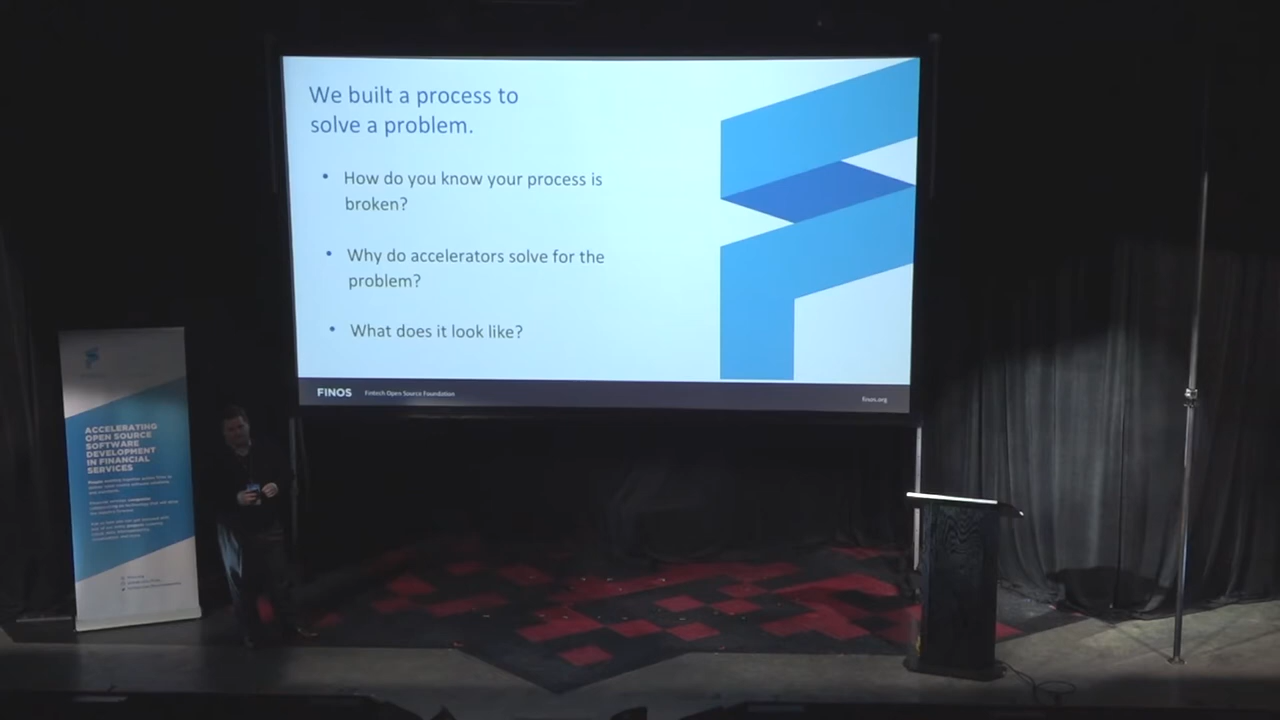 We built a process to
solve a problem.
• How do you know your process is
broken?
• Why do accelerators solve for the
problem?
• What does it look like?
FINOS Fintech Open Source Foundation finos.org
ACCELERATING
OPEN SOURCE
SOFTWARE
DEVELOPMENT
IN FINANCIAL
SERVICES